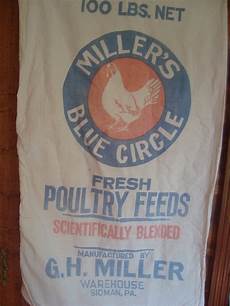 100 LBS. NET
MILLER'S
BLUE CIRCLE
FRESH
POULTRY FEEDS
SCIENTIFICALLY BLENDED
MANUFACTURED BY
G.H. MILLER
WAREHOUSE
SIDMAN, PA.